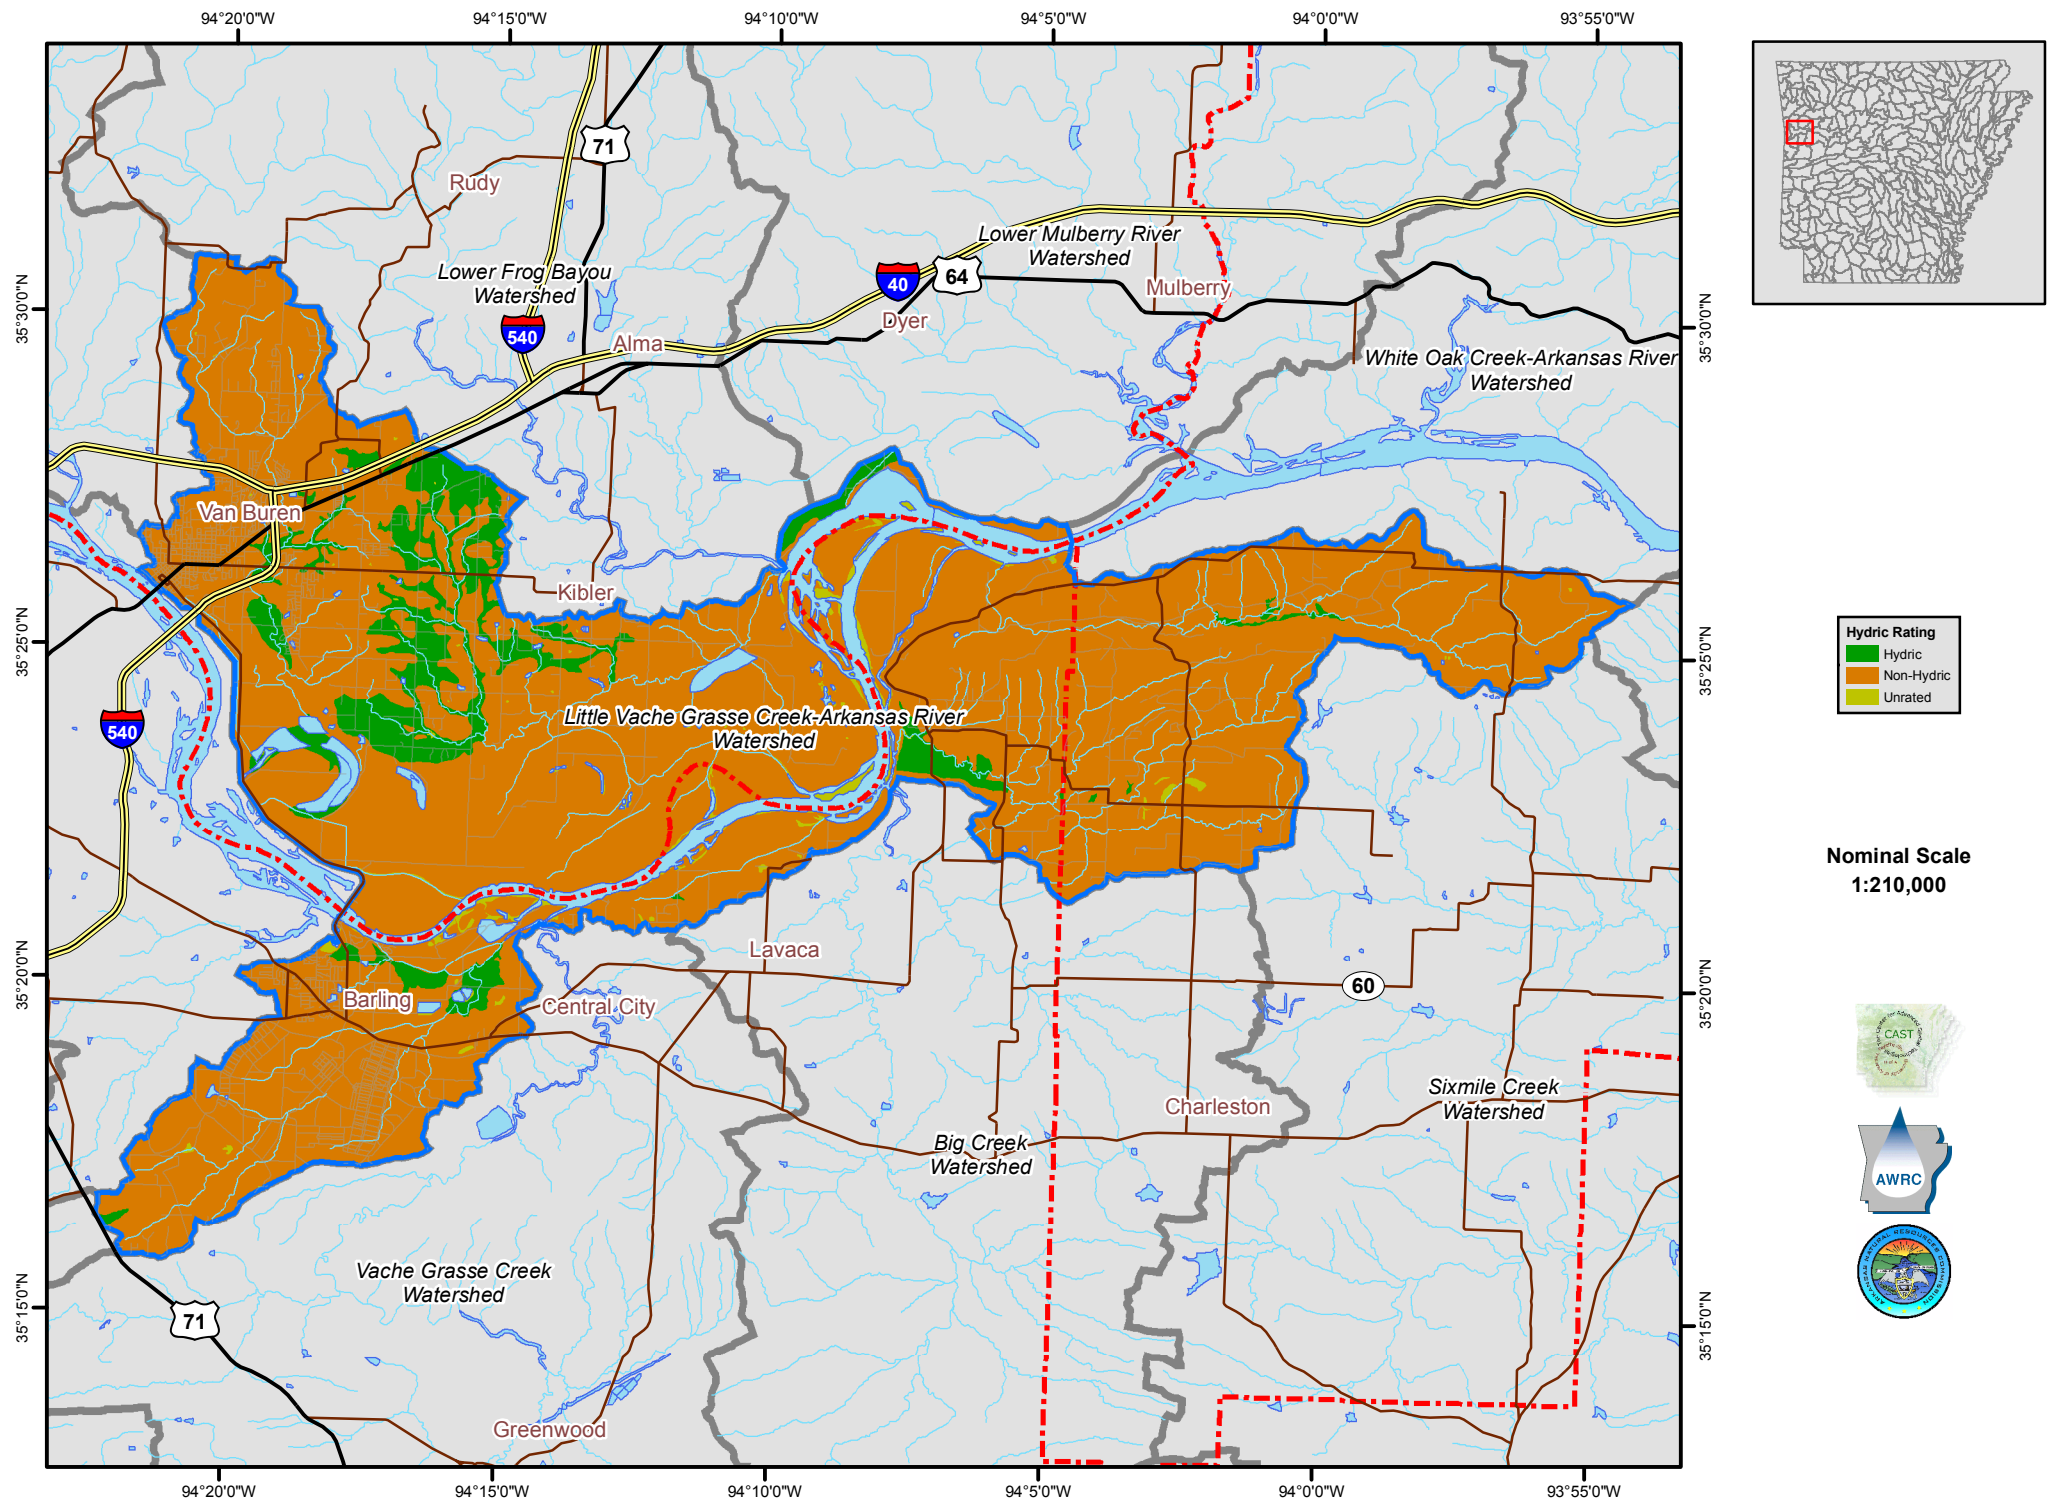 94°20'0"W
94°15'0"W
94°10'0"W
94°5'0"W
94°0'0"W
93°55'0"W
71
Rudy
Lower Mulberry River
Watershed
Lower Frog Bayou
Watershed
40
64
Mulberry
540
Dyer
Alma
White Oak Creek-Arkansas River
Watershed
35°30'0"N
35°30'0"N
Van Buren
Kibler
35°25'0"N
35°25'0"N
Hydric Rating
Hydric
Non-Hydric
Unrated
540
Little Vache Grasse Creek-Arkansas River
Watershed
Nominal Scale
1:210,000
Lavaca
35°20'0"N
35°20'0"N
60
Barling
Central City
CAST
Charleston
Sixmile Creek
Watershed
Big Creek
Watershed
AWRC
Vache Grasse Creek
Watershed
ARKANSAS NATURAL RESOURCES COMMISSION
35°15'0"N
35°15'0"N
71
Greenwood
94°20'0"W
94°15'0"W
94°10'0"W
94°5'0"W
94°0'0"W
93°55'0"W